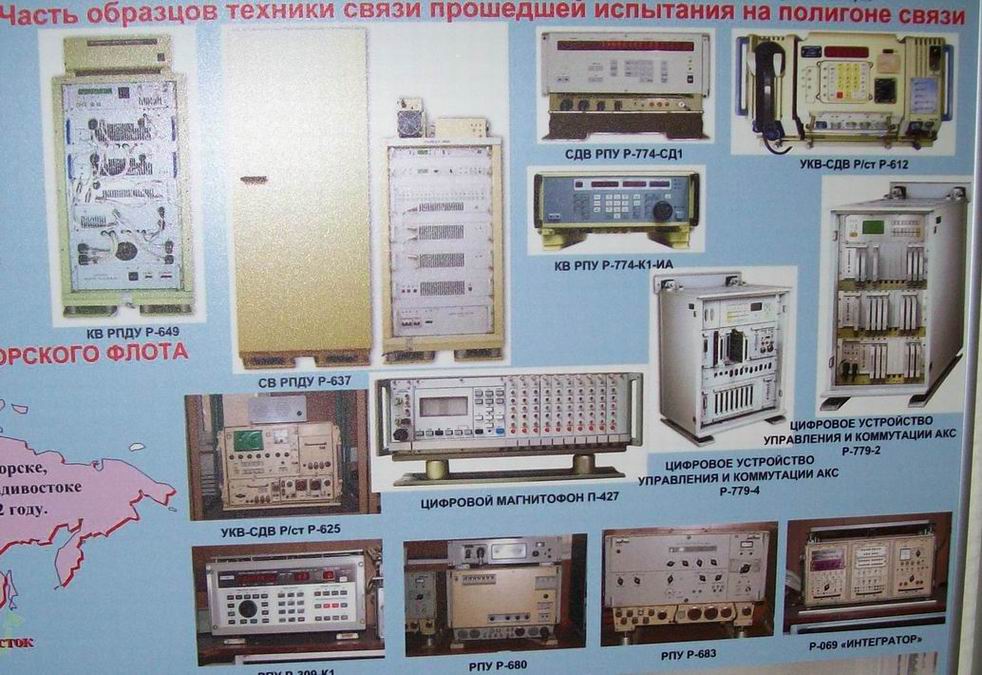 Часть образцов техники связи прошедшей испытания на полигоне связи
КВ РПДУ Р-649
СВ РПДУ Р-637
СДВ РПУ Р-774-СД1
УКВ-СДВ Р/ст Р-612
КВ РПУ Р-774-К1-ИА
ОРСКОГО ФЛОТА
ЦИФРОВОЕ УСТРОЙСТВО
УПРАВЛЕНИЯ И КОММУТАЦИИ АКС
Р-779-2
ЦИФРОВОЕ УСТРОЙСТВО
УПРАВЛЕНИЯ И КОММУТАЦИИ АКС
Р-779-4
ЦИФРОВОЙ МАГНИТОФОН П-427
орске,
дивостоке
2 году.
УКВ-СДВ Р/ст Р-625
сток
РПУ Р-309-К1
РПУ Р-680
РПУ Р-683
Р-069 «ИНТЕГРАТОР»